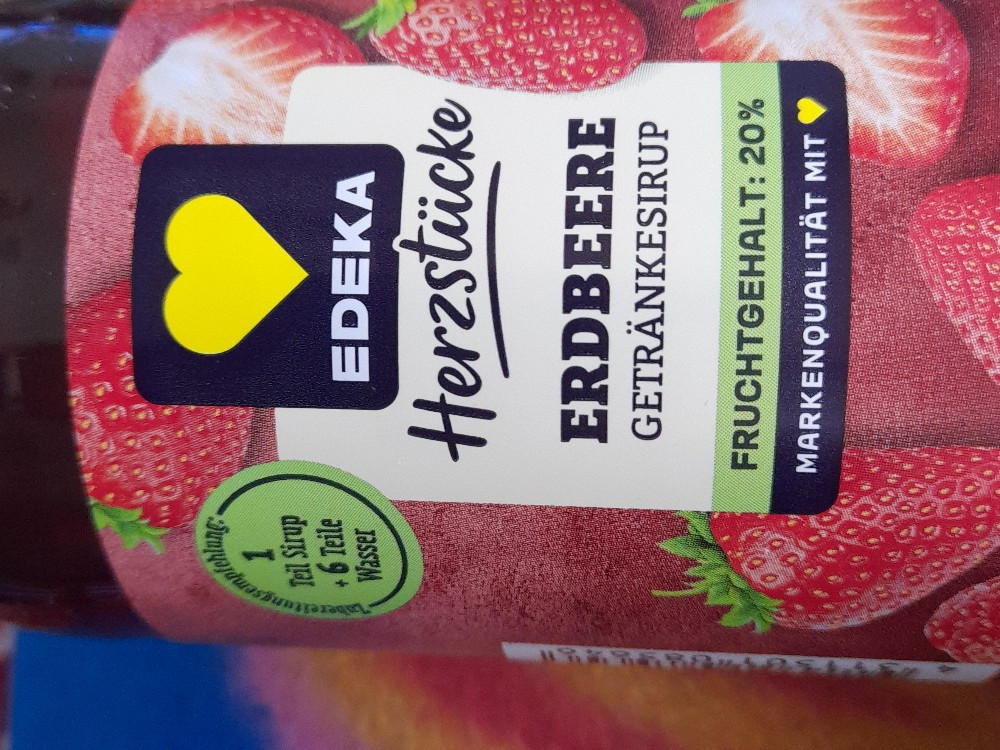 EDEKA
Herzstücke
ERDBEERE
GETRÄNKESIRUP
FRUCHTGEHALT: 20%
MARKENQUALITÄT MIT
Zubereitungsempfehlung:
1
Teil Sirup
+ 6 Teile
Wasser